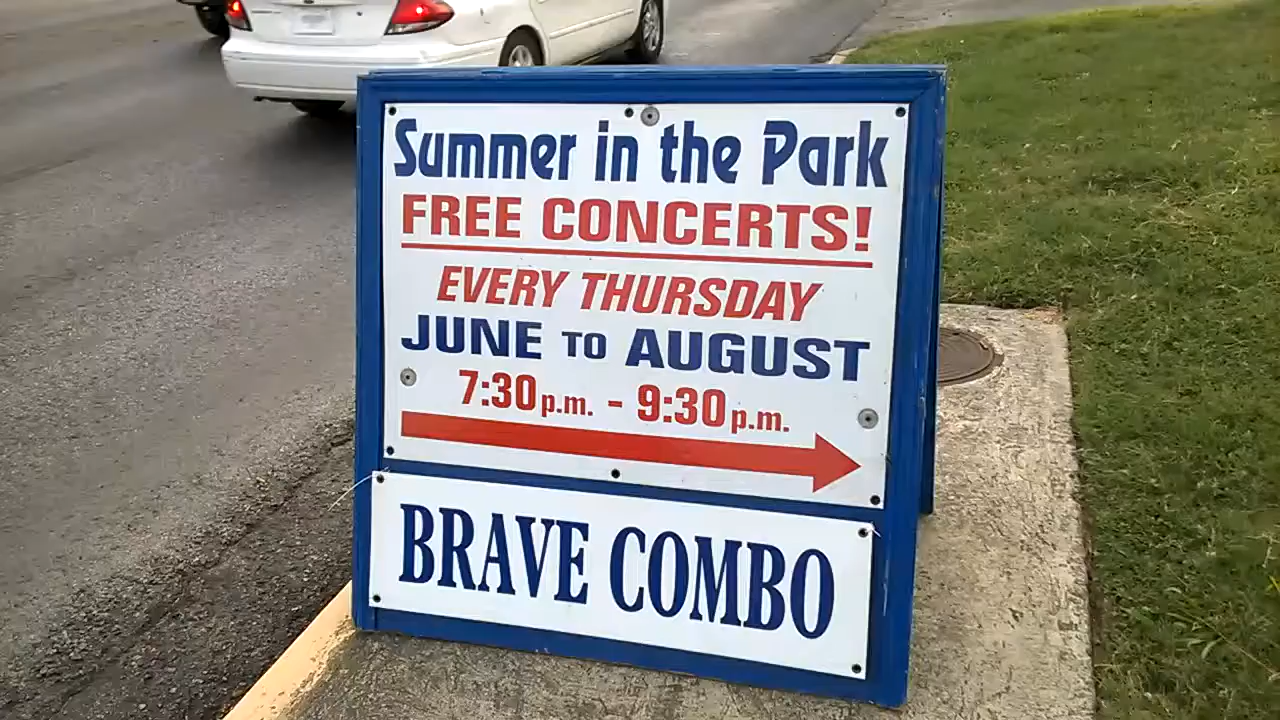 Summer in the Park
FREE CONCERTS!
EVERY THURSDAY
JUNE TO AUGUST
7:30 p.m. - 9:30 p.m.
BRAVE COMBO